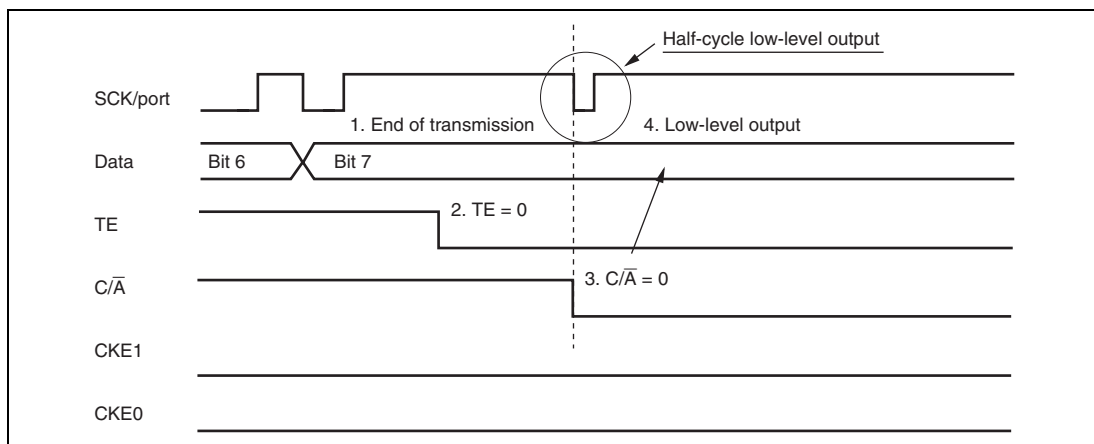 Half-cycle low-level output
SCK/port
1. End of transmission
4. Low-level output
Data
Bit 6
Bit 7
TE
2. TE = 0
C/A̅
3. C/A̅ = 0
CKE1
CKE0